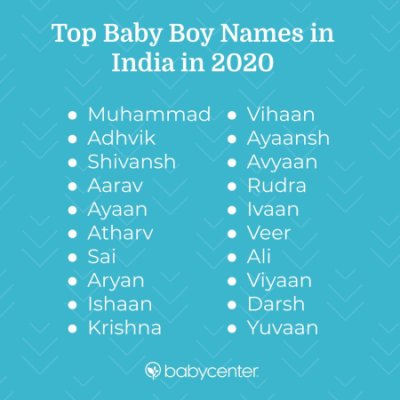 Top Baby Boy Names in
India in 2020
• Muhammad
• Adhvik
• Shivansh
• Aarav
• Ayaan
• Atharv
• Sai
• Aryan
• Ishaan
• Krishna
• Vihaan
• Ayaansh
• Avyaan
• Rudra
• Ivaan
• Veer
• Ali
• Viyaan
• Darsh
• Yuvaan
babycenter